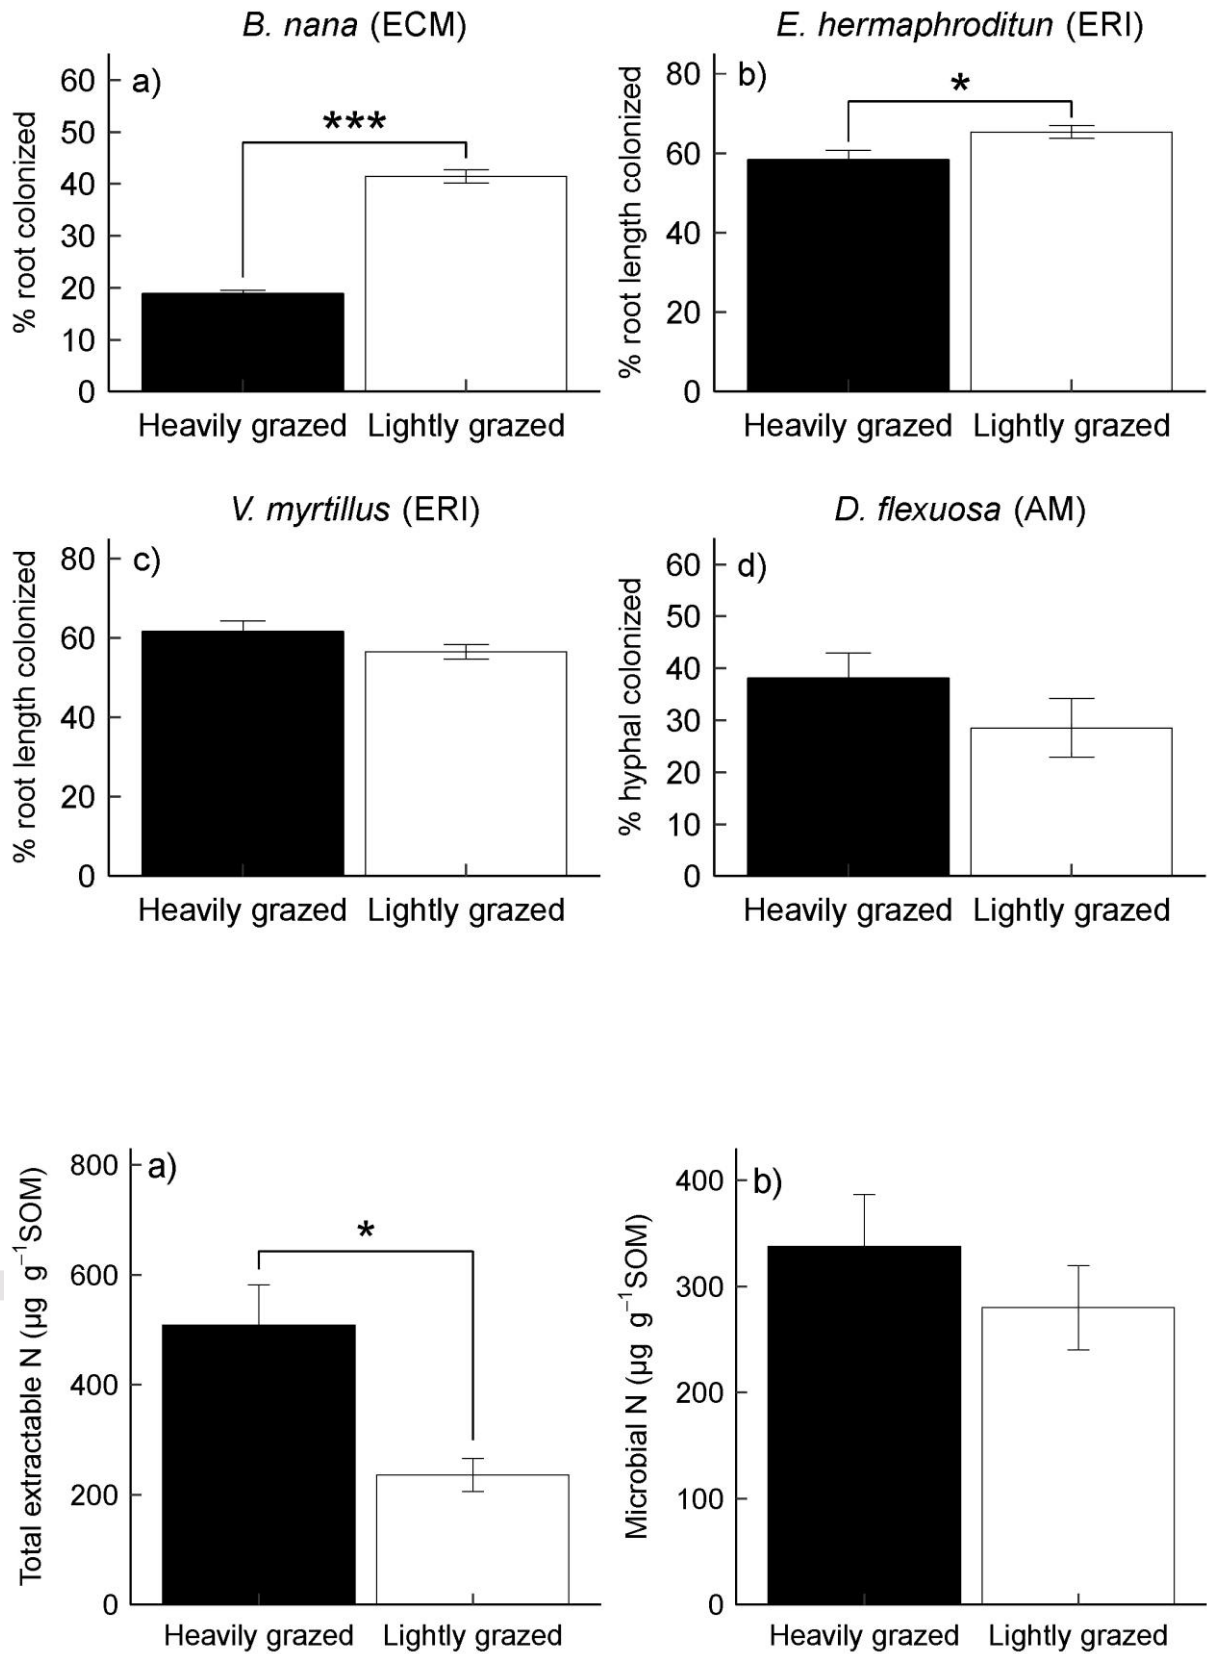 B. nana (ECM)
a)
***
% root colonized
60
50
40
30
20
10
0
Heavily grazed Lightly grazed
E. hermaphroditun (ERI)
b)
*
% root length colonized
80
60
40
20
0
Heavily grazed Lightly grazed
V. myrtillus (ERI)
c)
% root length colonized
80
60
40
20
0
Heavily grazed Lightly grazed
D. flexuosa (AM)
d)
% hyphal colonized
60
50
40
30
20
10
0
Heavily grazed Lightly grazed
a)
*
Total extractable N (µg g⁻¹SOM)
800
600
400
200
0
Heavily grazed Lightly grazed
b)
Microbial N (µg g⁻¹SOM)
400
300
200
100
0
Heavily grazed Lightly grazed